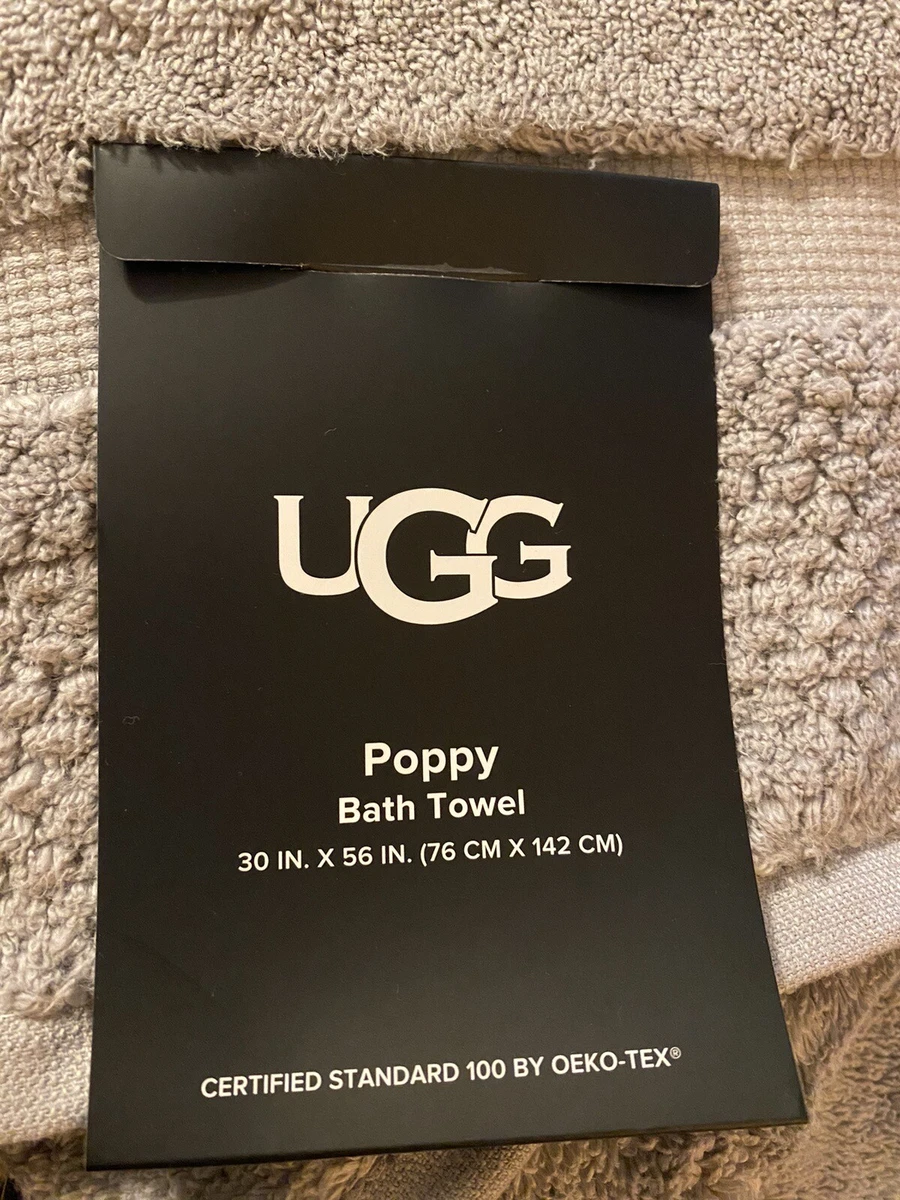 UGG
Poppy
Bath Towel
30 IN. X 56 IN. (76 CM X 142 CM)
CERTIFIED STANDARD 100 BY OEKO-TEX®